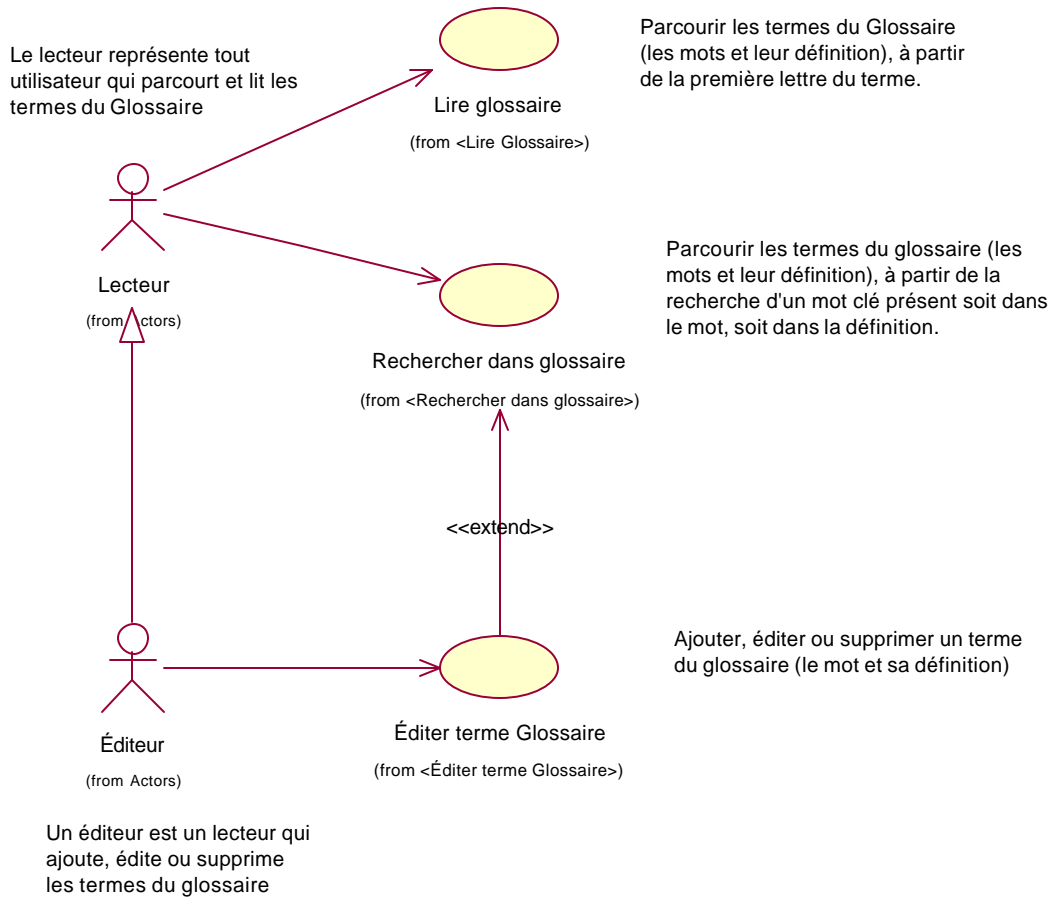 Le lecteur représente tout
utilisateur qui parcourt et lit les
termes du Glossaire
Parcourir les termes du Glossaire
(les mots et leur définition), à partir
de la première lettre du terme.
Lire glossaire
(from <Lire Glossaire>)
Lecteur
(from Actors)
Parcourir les termes du glossaire (les
mots et leur définition), à partir de la
recherche d'un mot clé présent soit dans
le mot, soit dans la définition.
Rechercher dans glossaire
(from <Rechercher dans glossaire>)
<<extend>>
Ajouter, éditer ou supprimer un terme
du glossaire (le mot et sa définition)
Éditeur
(from Actors)
Éditer terme Glossaire
(from <Éditer terme Glossaire>)
Un éditeur est un lecteur qui
ajoute, édite ou supprime
les termes du glossaire